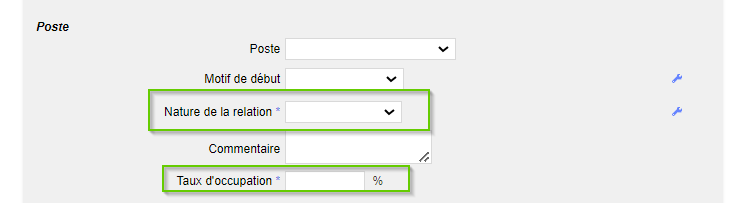 Poste
Poste
Motif de début
Nature de la relation *
Commentaire
Taux d'occupation * %